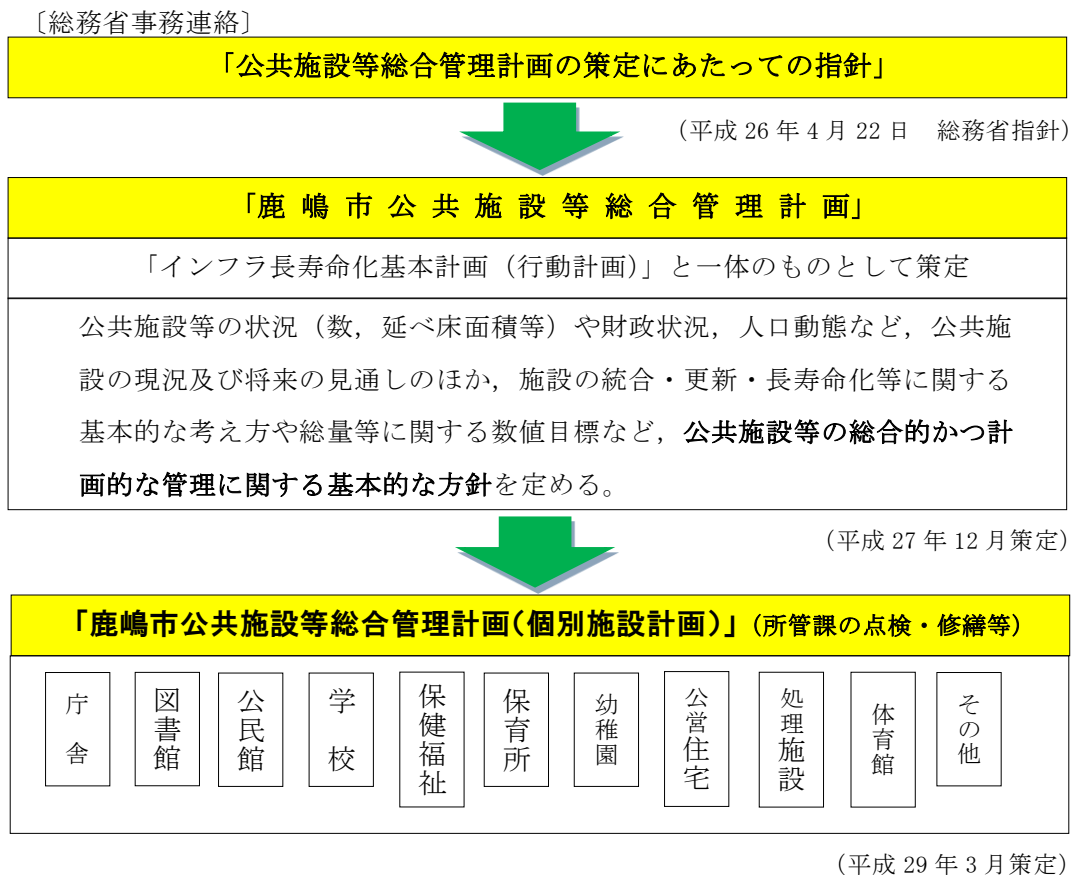 〔総務省事務連絡〕
「公共施設等総合管理計画の策定にあたっての指針」
(平成 26 年 4 月 22 日　総務省指針)
「鹿 嶋 市 公 共 施 設 等 総 合 管 理 計 画」
「インフラ長寿命化基本計画（行動計画）」と一体のものとして策定
公共施設等の状況（数，延べ床面積等）や財政状況，人口動態など，公共施
設の現況及び将来の見通しのほか，施設の統合・更新・長寿命化等に関する
基本的な考え方や総量等に関する数値目標など，公共施設等の総合的かつ計
画的な管理に関する基本的な方針を定める。
(平成 27 年 12 月策定)
「鹿嶋市公共施設等総合管理計画(個別施設計画)」(所管課の点検・修繕等)
庁舎
図書館
公民館
学校
保健福祉
保育所
幼稚園
公営住宅
処理施設
体育館
その他
(平成 29 年 3 月策定)